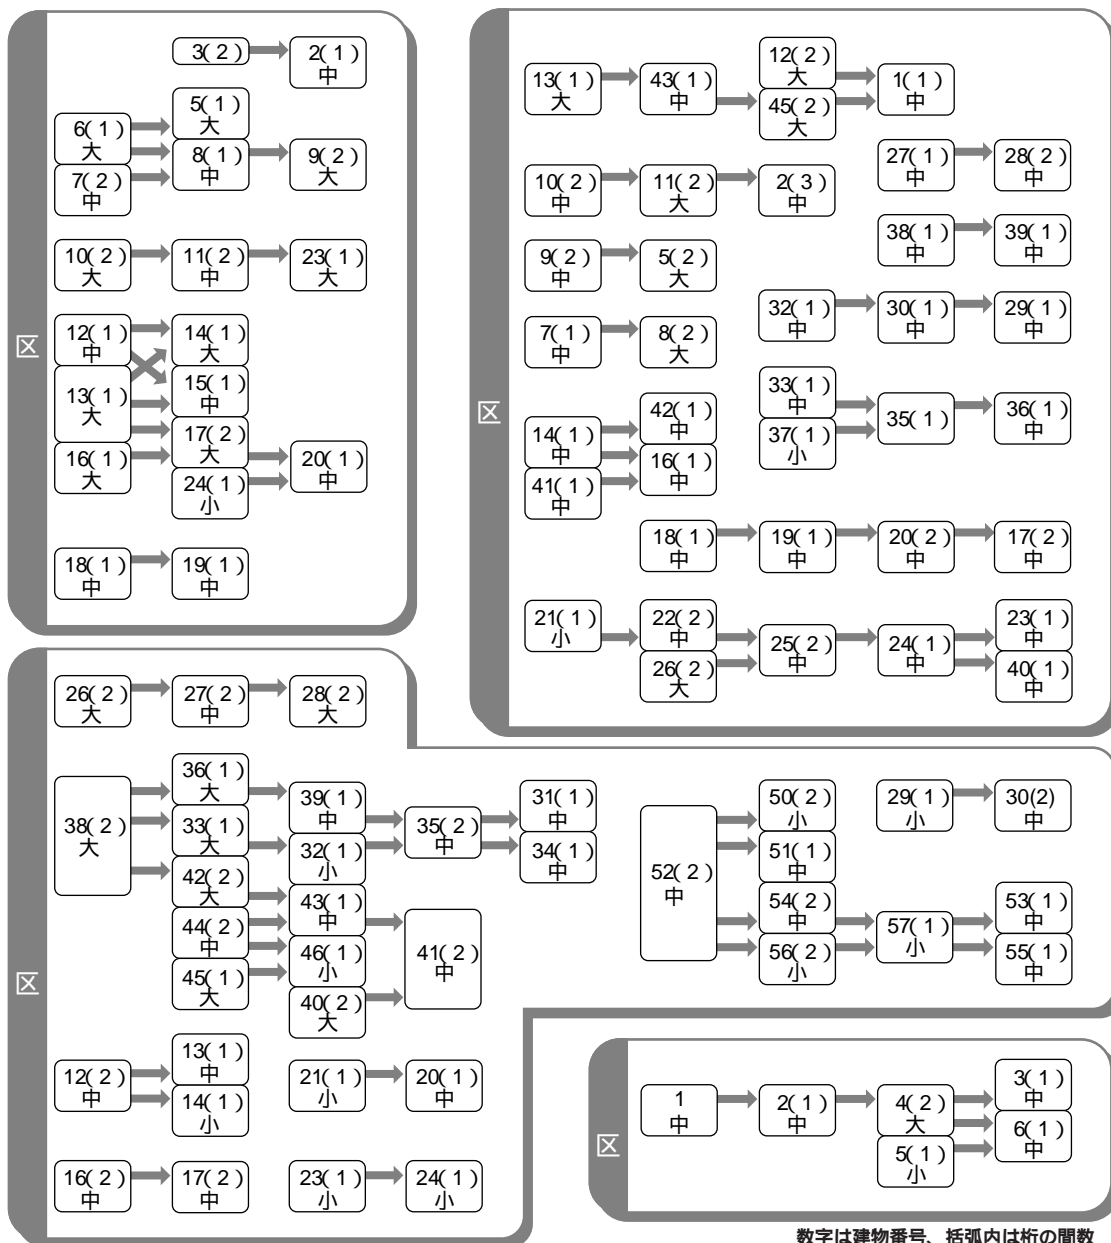 区
3(2)
2(1)
中
6(1)
大
7(2)
中
5(1)
大
8(1)
中
9(2)
大
10(2)
大
11(2)
中
23(1)
大
12(1)
中
13(1)
大
16(1)
大
14(1)
大
15(1)
中
17(2)
大
24(1)
小
20(1)
中
18(1)
中
19(1)
中
区
13(1)
大
43(1)
中
12(2)
大
45(2)
大
1(1)
中
27(1)
中
28(2)
中
10(2)
中
11(2)
大
2(3)
中
38(1)
中
39(1)
中
9(2)
中
5(2)
大
32(1)
中
30(1)
中
29(1)
中
7(1)
中
8(2)
大
33(1)
中
37(1)
小
35(1)
36(1)
中
14(1)
中
41(1)
中
42(1)
中
16(1)
中
18(1)
中
19(1)
中
20(2)
中
17(2)
中
21(1)
小
22(2)
中
26(2)
大
25(2)
中
24(1)
中
23(1)
中
40(1)
中
区
26(2)
大
27(2)
中
28(2)
大
38(2)
大
36(1)
大
33(1)
大
42(2)
大
44(2)
中
45(1)
大
39(1)
中
32(1)
小
43(1)
中
46(1)
小
40(2)
大
35(2)
中
41(2)
中
31(1)
中
34(1)
中
52(2)
中
50(2)
小
51(1)
中
54(2)
中
56(2)
小
57(1)
小
53(1)
中
55(1)
中
29(1)
小
30(2)
中
12(2)
中
13(1)
中
14(1)
小
21(1)
小
20(1)
中
16(2)
中
17(2)
中
23(1)
小
24(1)
小
区
1
中
2(1)
中
4(2)
大
5(1)
小
3(1)
中
6(1)
中
数字は建物番号、括弧内は桁の間数